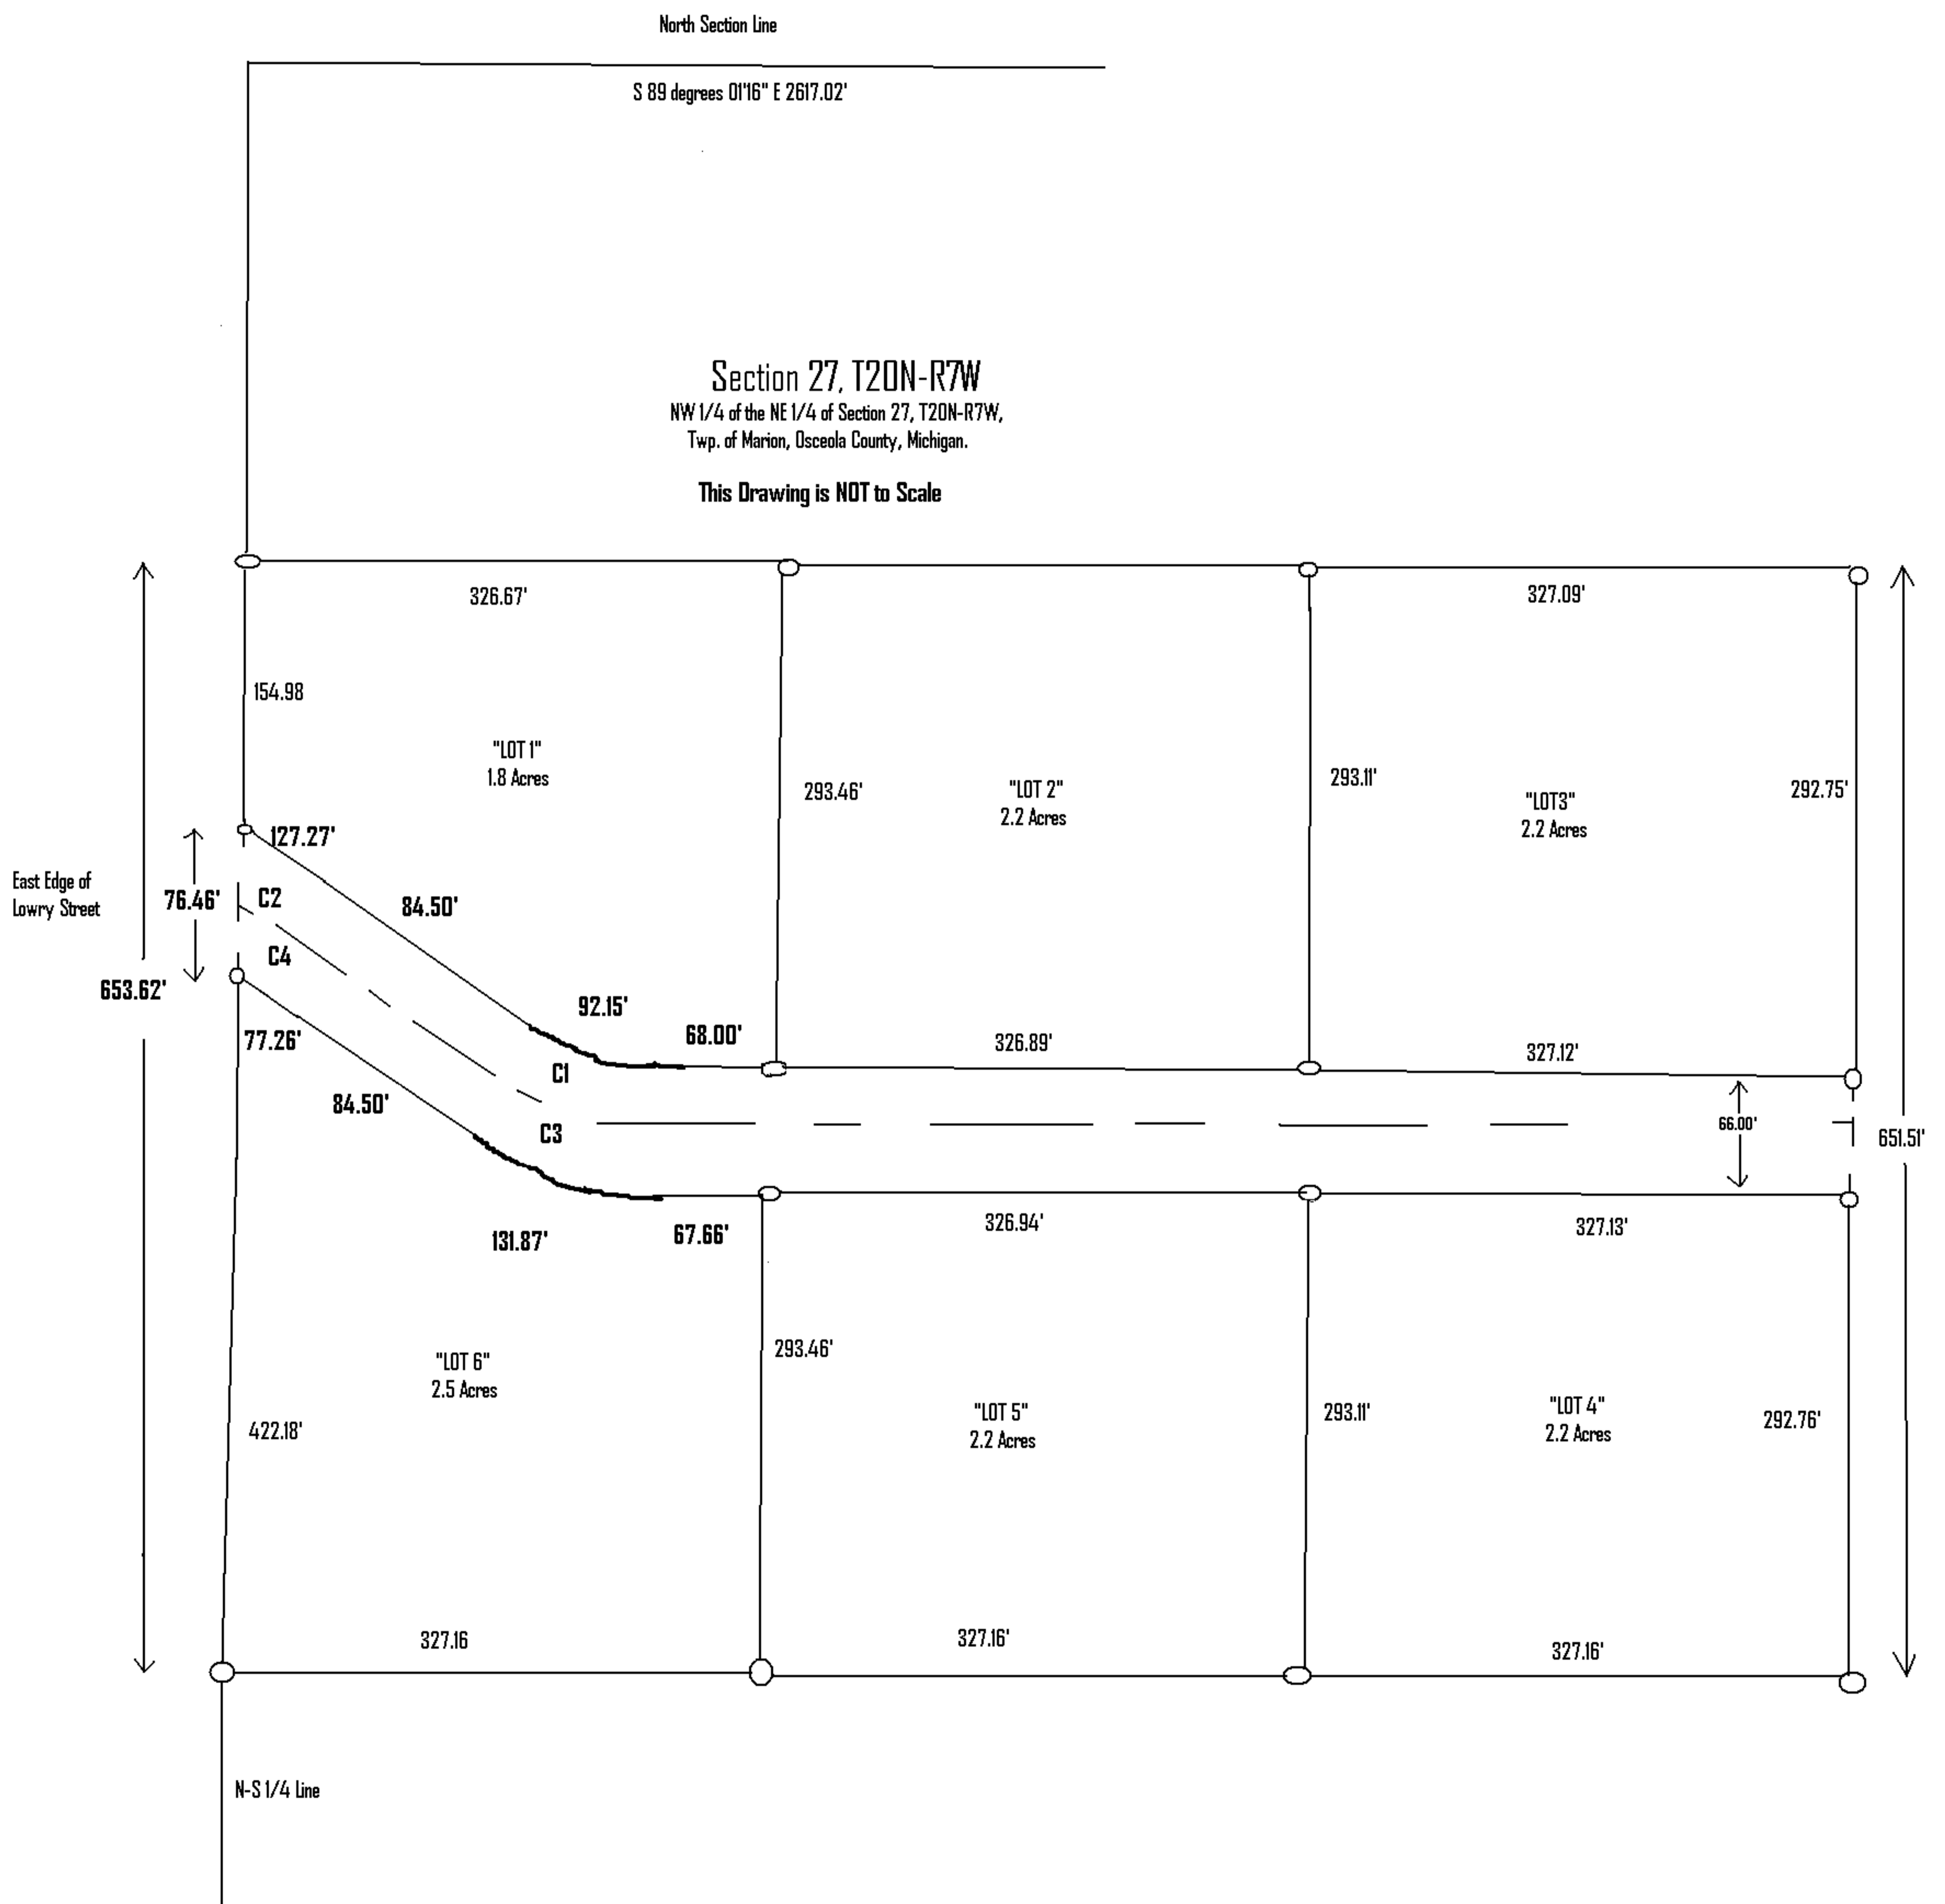 North Section Line
S 89 degrees 01'16" E 2617.02'
Section 27, T20N-R7W
NW 1/4 of the NE 1/4 of Section 27, T20N-R7W,
Twp. of Marion, Osceola County, Michigan.
This Drawing is NOT to Scale
326.67'
327.09'
154.98
"LOT 1"
1.8 Acres
293.46'
"LOT 2"
2.2 Acres
293.11'
"LOT3"
2.2 Acres
292.75'
127.27'
East Edge of
Lowry Street
76.46'
C2
84.50'
C4
653.62'
92.15'
68.00'
77.26'
326.89'
327.12'
C1
84.50'
C3
66.00'
651.51'
131.87'
67.66'
326.94'
327.13'
293.46'
"LOT 6"
2.5 Acres
422.18'
"LOT 5"
2.2 Acres
293.11'
"LOT 4"
2.2 Acres
292.76'
327.16
327.16'
327.16'
N-S 1/4 Line